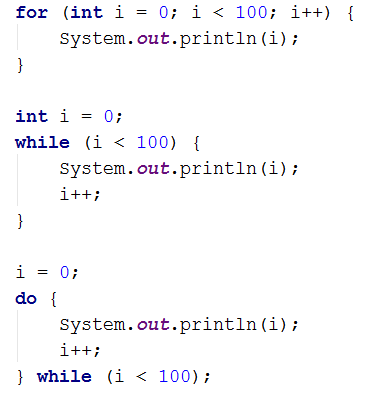 for (int i = 0; i < 100; i++) {
    System.out.println(i);
}

int i = 0;
while (i < 100) {
    System.out.println(i);
    i++;
}

i = 0;
do {
    System.out.println(i);
    i++;
} while (i < 100);